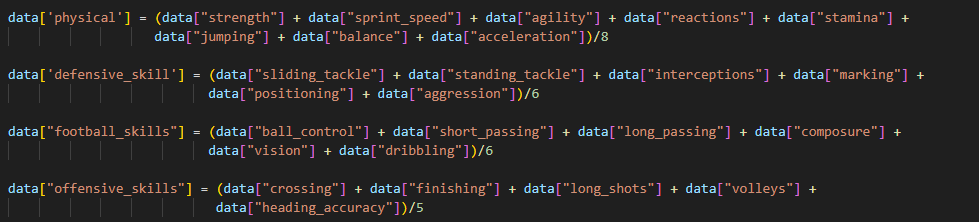 data['physical'] = (data["strength"] + data["sprint_speed"] + data["agility"] + data["reactions"] + data["stamina"] +
data["jumping"] + data["balance"] + data["acceleration"])/8
data['defensive_skill'] = (data["sliding_tackle"] + data["standing_tackle"] + data["interceptions"] + data["marking"] +
data["positioning"] + data["aggression"])/6
data["football_skills"] = (data["ball_control"] + data["short_passing"] + data["long_passing"] + data["composure"] +
data["vision"] + data["dribbling"])/6
data["offensive_skills"] = (data["crossing"] + data["finishing"] + data["long_shots"] + data["volleys"] +
data["heading_accuracy"])/5